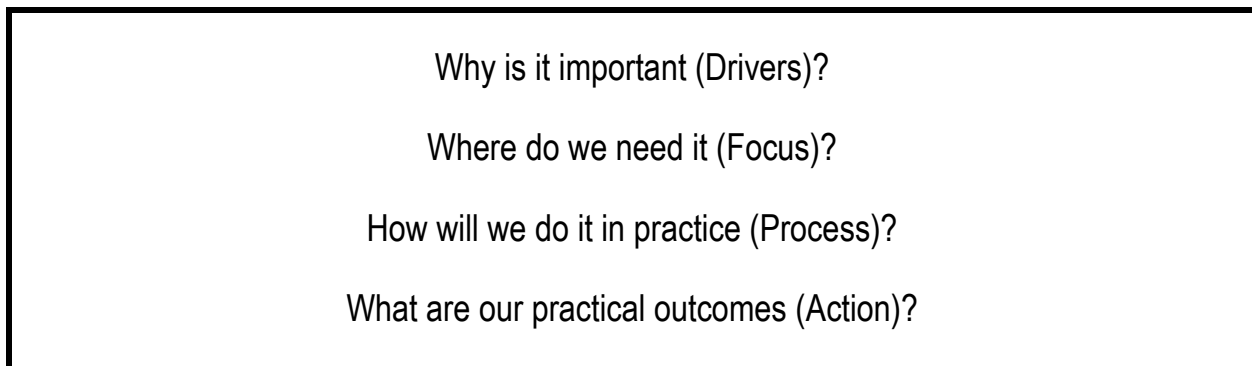 Why is it important (Drivers)?
Where do we need it (Focus)?
How will we do it in practice (Process)?
What are our practical outcomes (Action)?